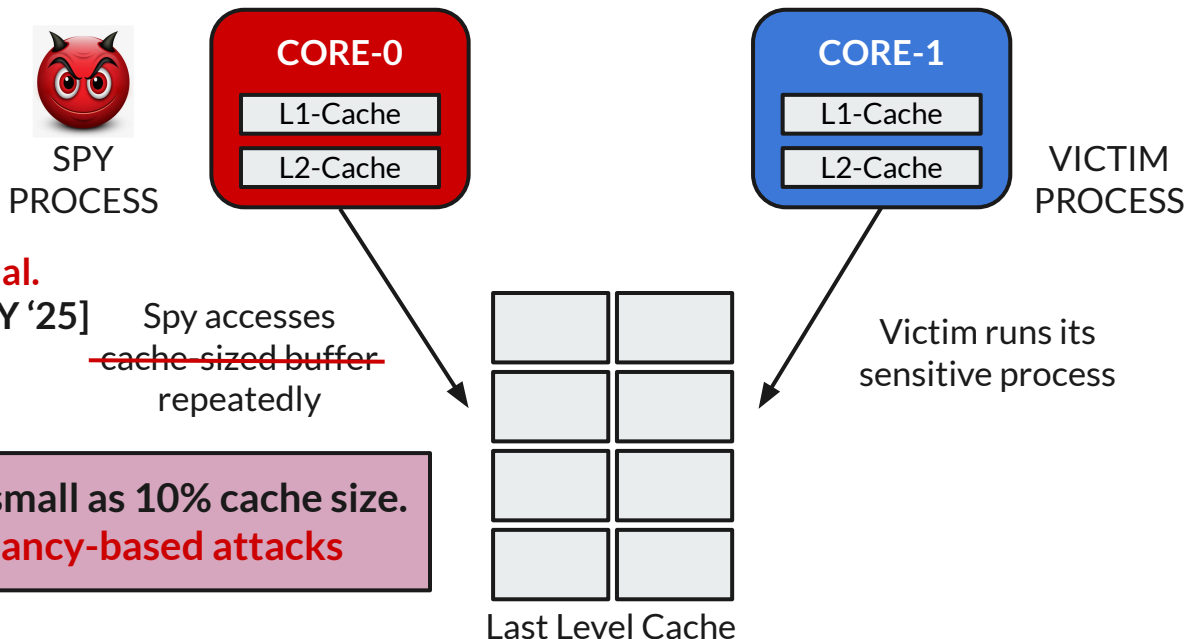 CORE-0
L1-Cache
L2-Cache
SPY
PROCESS
CORE-1
L1-Cache
L2-Cache
VICTIM
PROCESS
al.
Y ‘25]
Spy accesses
cache-sized buffer
repeatedly
Victim runs its
sensitive process
small as 10% cache size.
ancy-based attacks
Last Level Cache